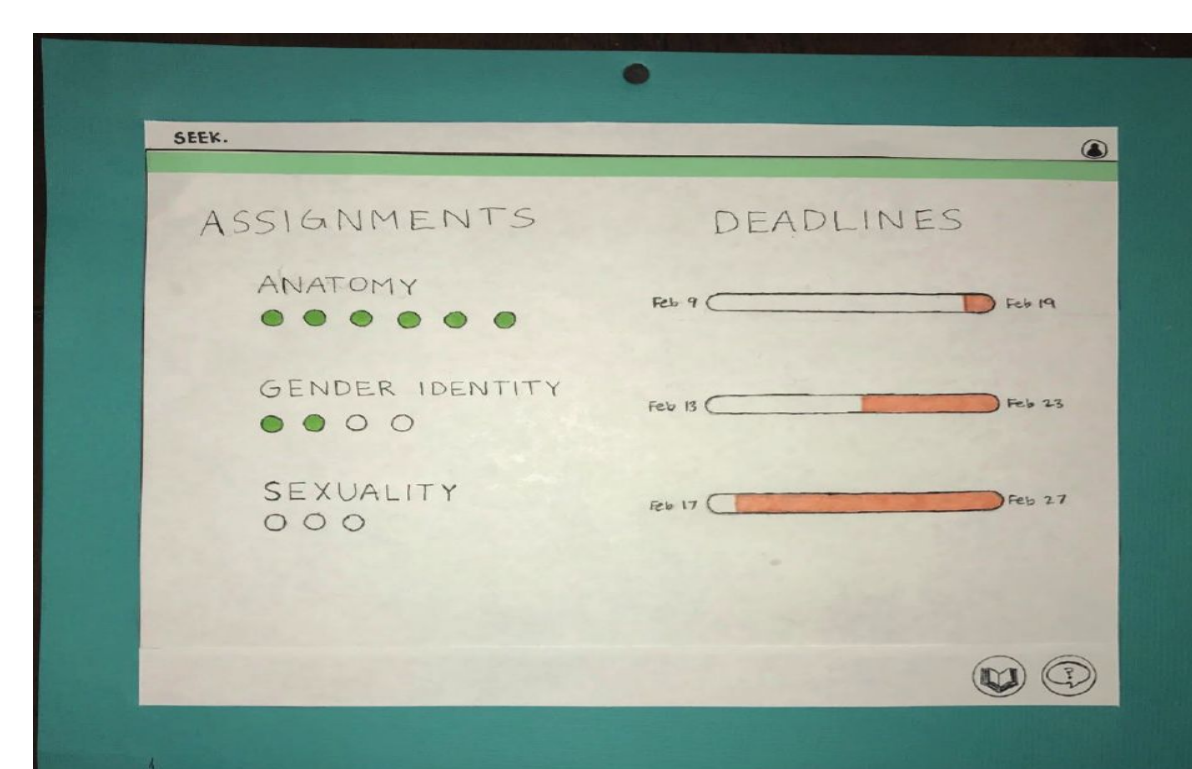 SEEK.
ASSIGNMENTS
DEADLINES
ANATOMY
Feb 9
Feb 19
GENDER IDENTITY
Feb 13
Feb 23
SEXUALITY
Feb 17
Feb 27
?